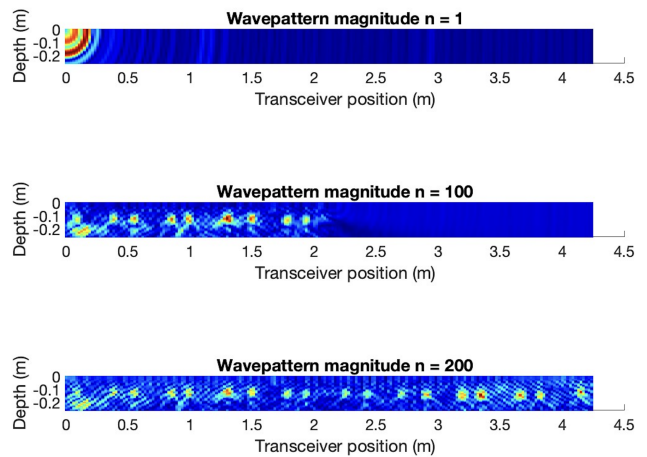 Wavepattern magnitude n = 1
Depth (m)
0
-0.1
-0.2
0 0.5 1 1.5 2 2.5 3 3.5 4 4.5
Transceiver position (m)
Wavepattern magnitude n = 100
Depth (m)
0
-0.1
-0.2
0 0.5 1 1.5 2 2.5 3 3.5 4 4.5
Transceiver position (m)
Wavepattern magnitude n = 200
Depth (m)
0
-0.1
-0.2
0 0.5 1 1.5 2 2.5 3 3.5 4 4.5
Transceiver position (m)